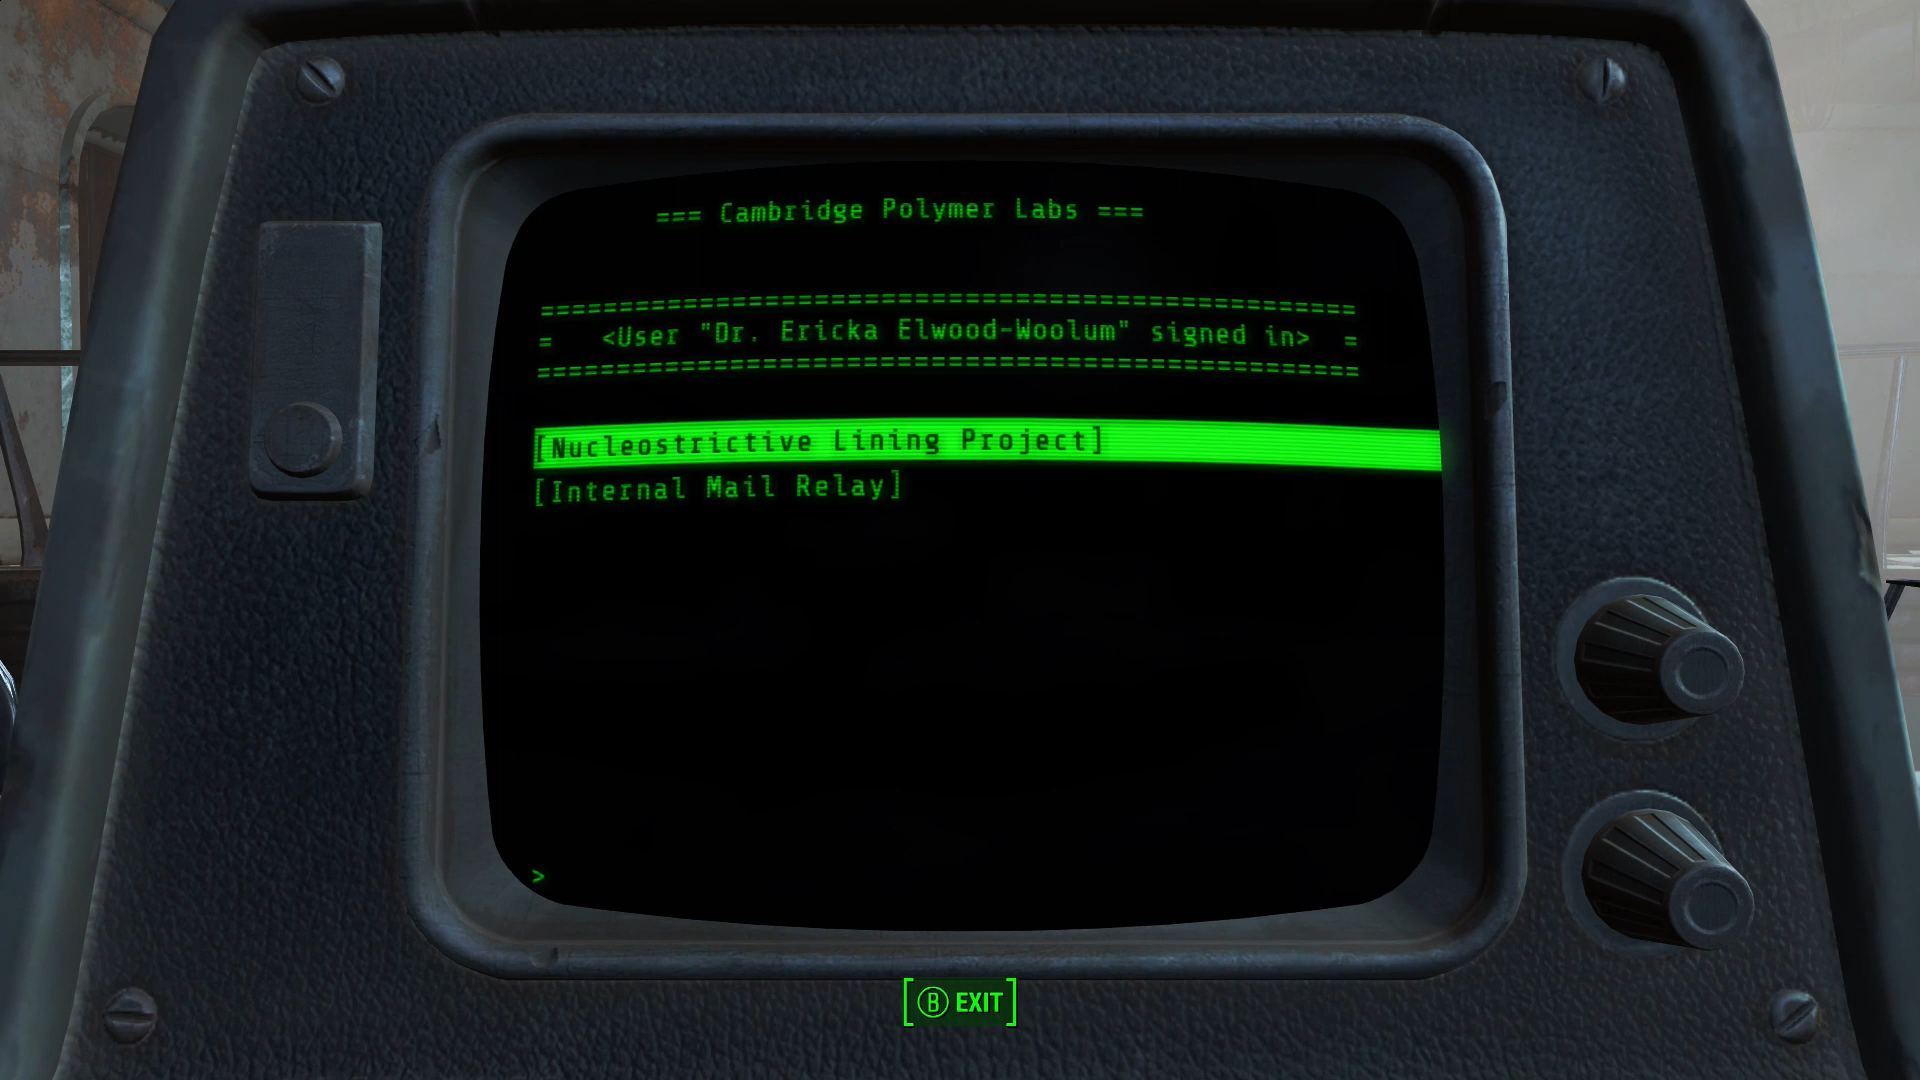 === Cambridge Polymer Labs ===
====================================================
=   <User "Dr. Ericka Elwood-Woolum" signed in>  =
====================================================
[Nucleostrictive Lining Project]
[Internal Mail Relay]
>
[Ⓑ EXIT]